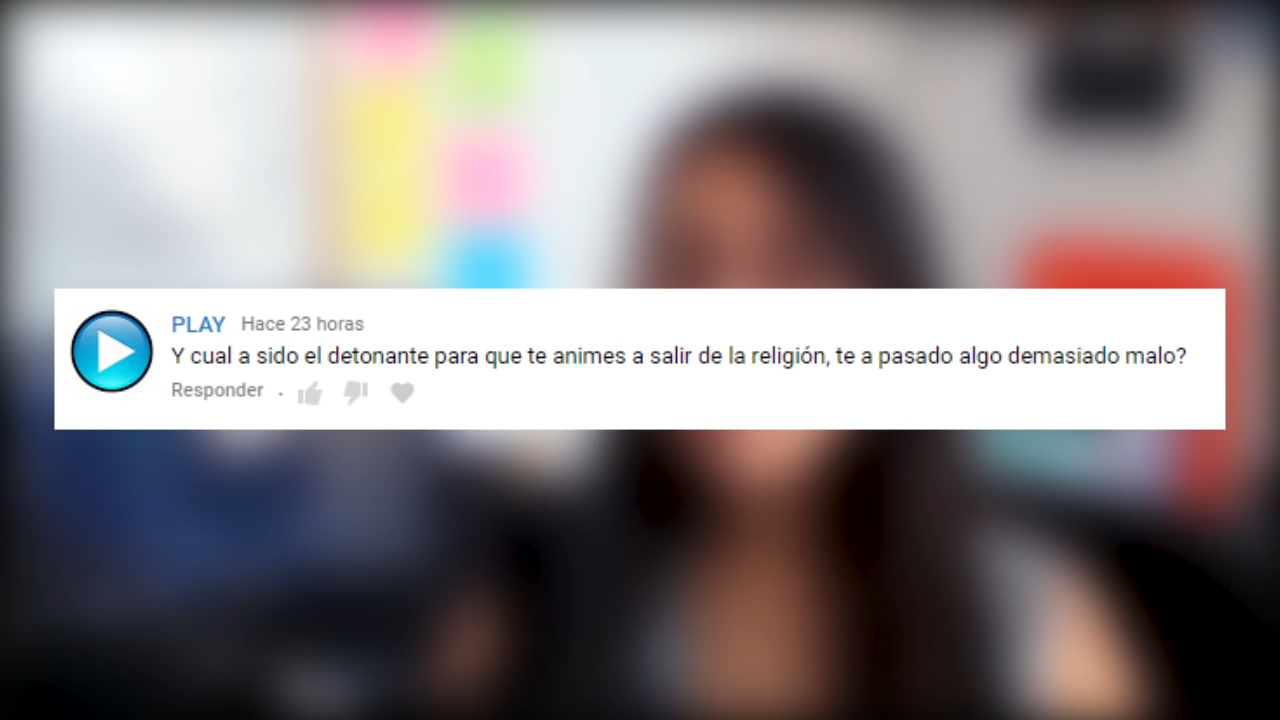 PLAY Hace 23 horas
Y cual a sido el detonante para que te animes a salir de la religión, te a pasado algo demasiado malo?
Responder .